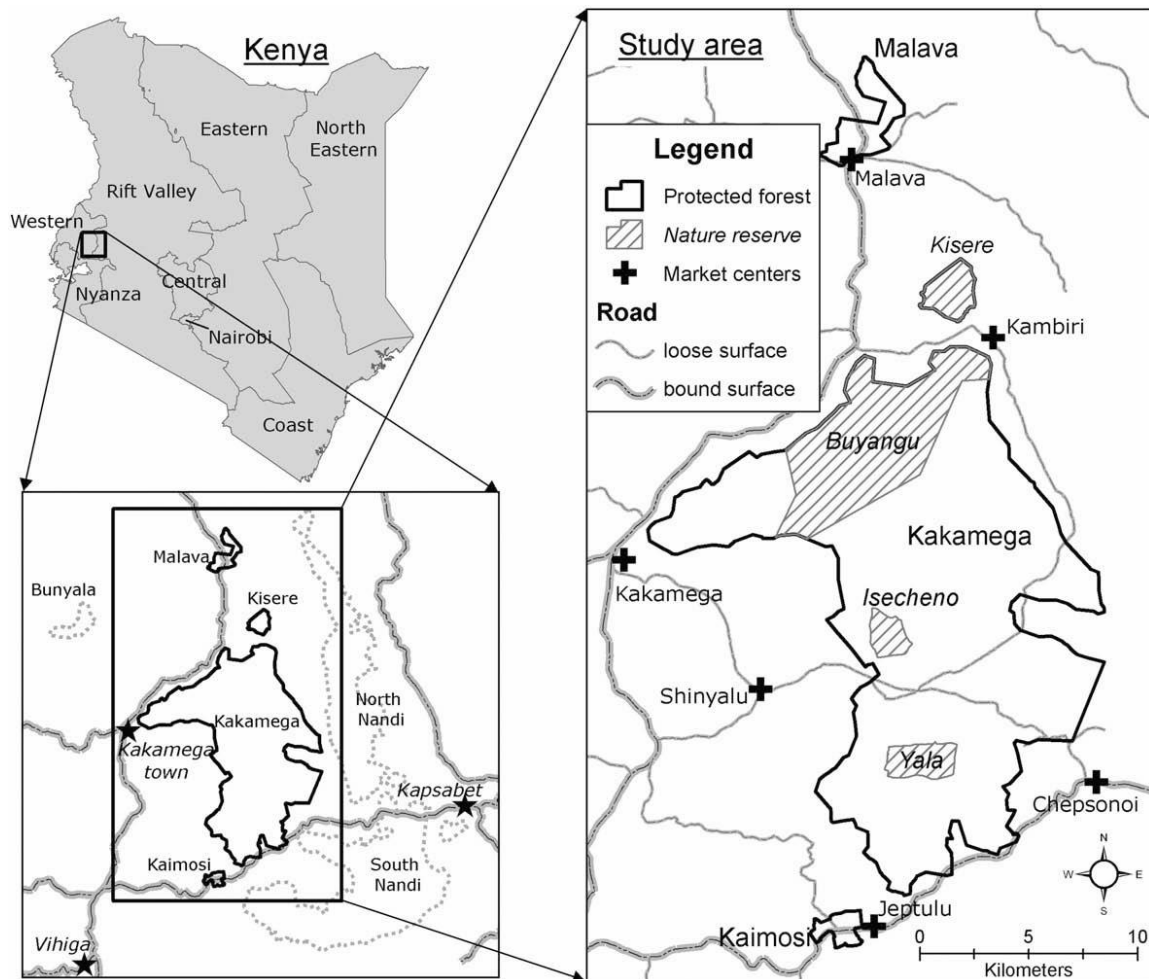 Kenya
Eastern
North
Eastern
Rift Valley
Western
Central
Nyanza
Nairobi
Coast
Malava
Bunyala
Kisere
North
Nandi
Kakamega
Kakamega
town
Kapsabet
Kaimosi
South
Nandi
Vihiga
Study area
Malava
Legend
Protected forest
Nature reserve
Market centers
Road
loose surface
bound surface
Malava
Kisere
Kambiri
Buyangu
Kakamega
Kakamega
Isecheno
Shinyalu
Yala
Chepsonoi
N
W E
S
Jeptulu
Kaimosi
0 5 10
Kilometers